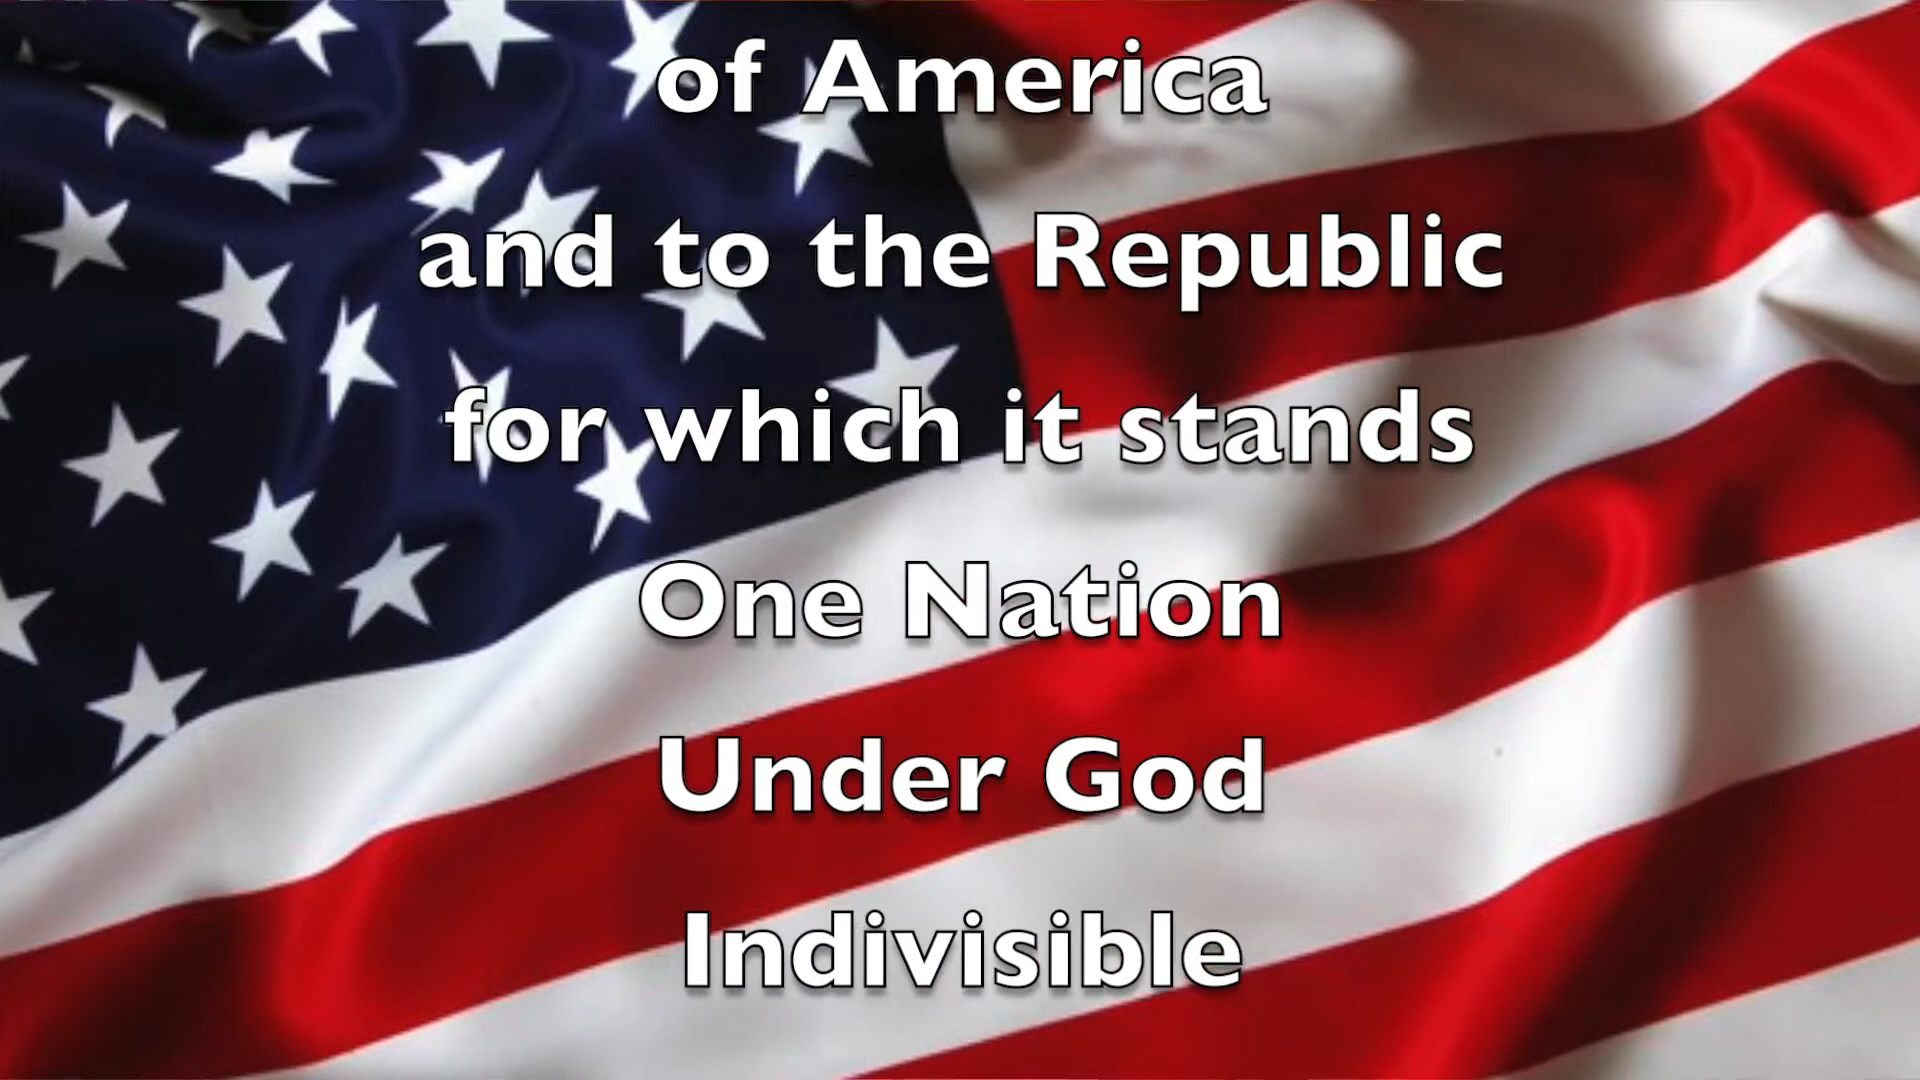 of America
and to the Republic
for which it stands
One Nation
Under God
Indivisible